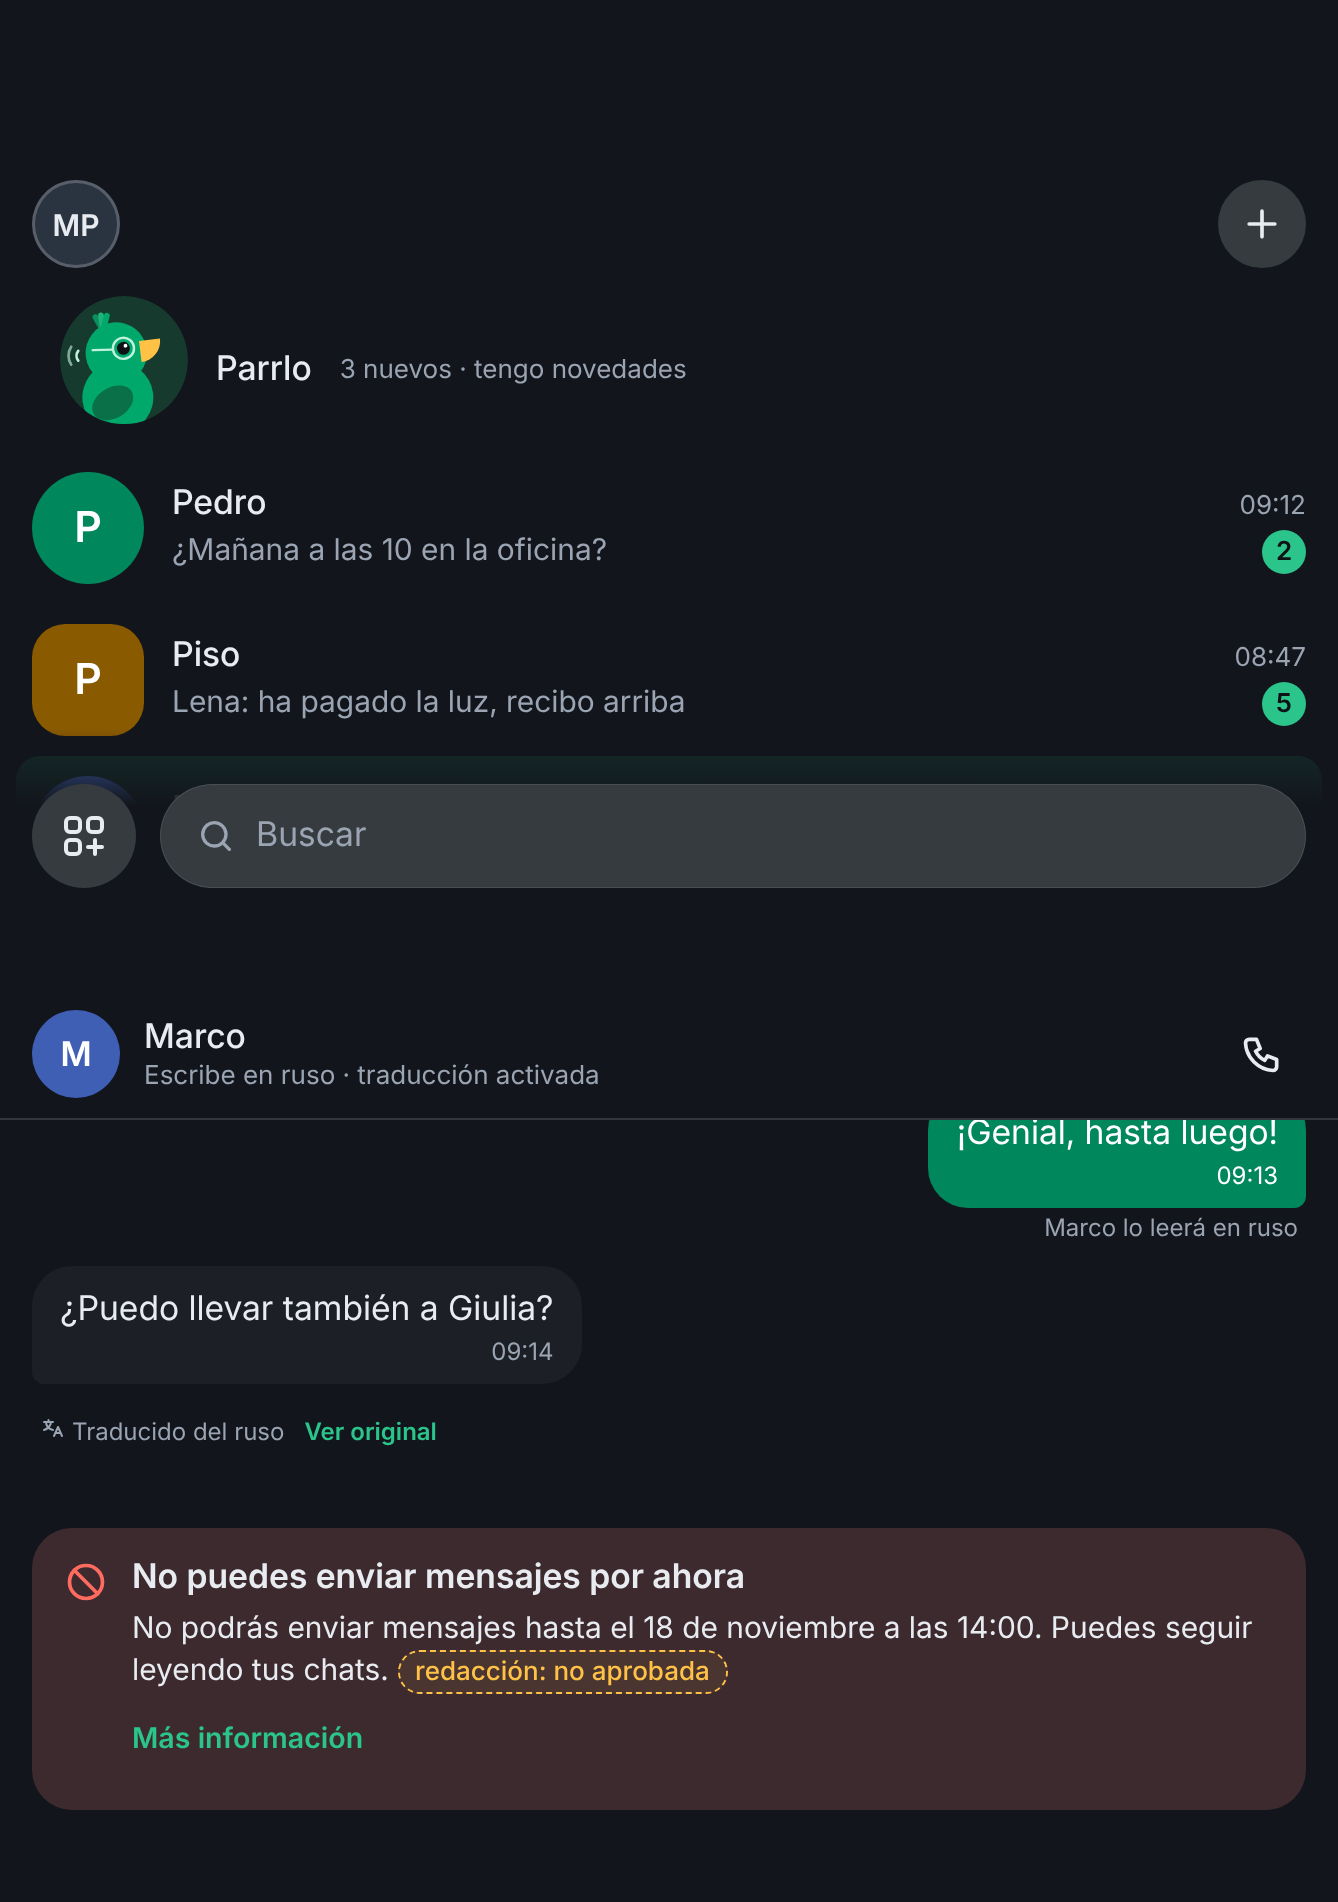 MP
Parrlo 3 nuevos · tengo novedades
P
Pedro
09:12
¿Mañana a las 10 en la oficina?
2
P
Piso
08:47
Lena: ha pagado la luz, recibo arriba
5
Buscar
M
Marco
Escribe en ruso · traducción activada
¡Genial, hasta luego!
09:13
Marco lo leerá en ruso
¿Puedo llevar también a Giulia?
09:14
Traducido del ruso Ver original
No puedes enviar mensajes por ahora
No podrás enviar mensajes hasta el 18 de noviembre a las 14:00. Puedes seguir
leyendo tus chats. redacción: no aprobada
Más información